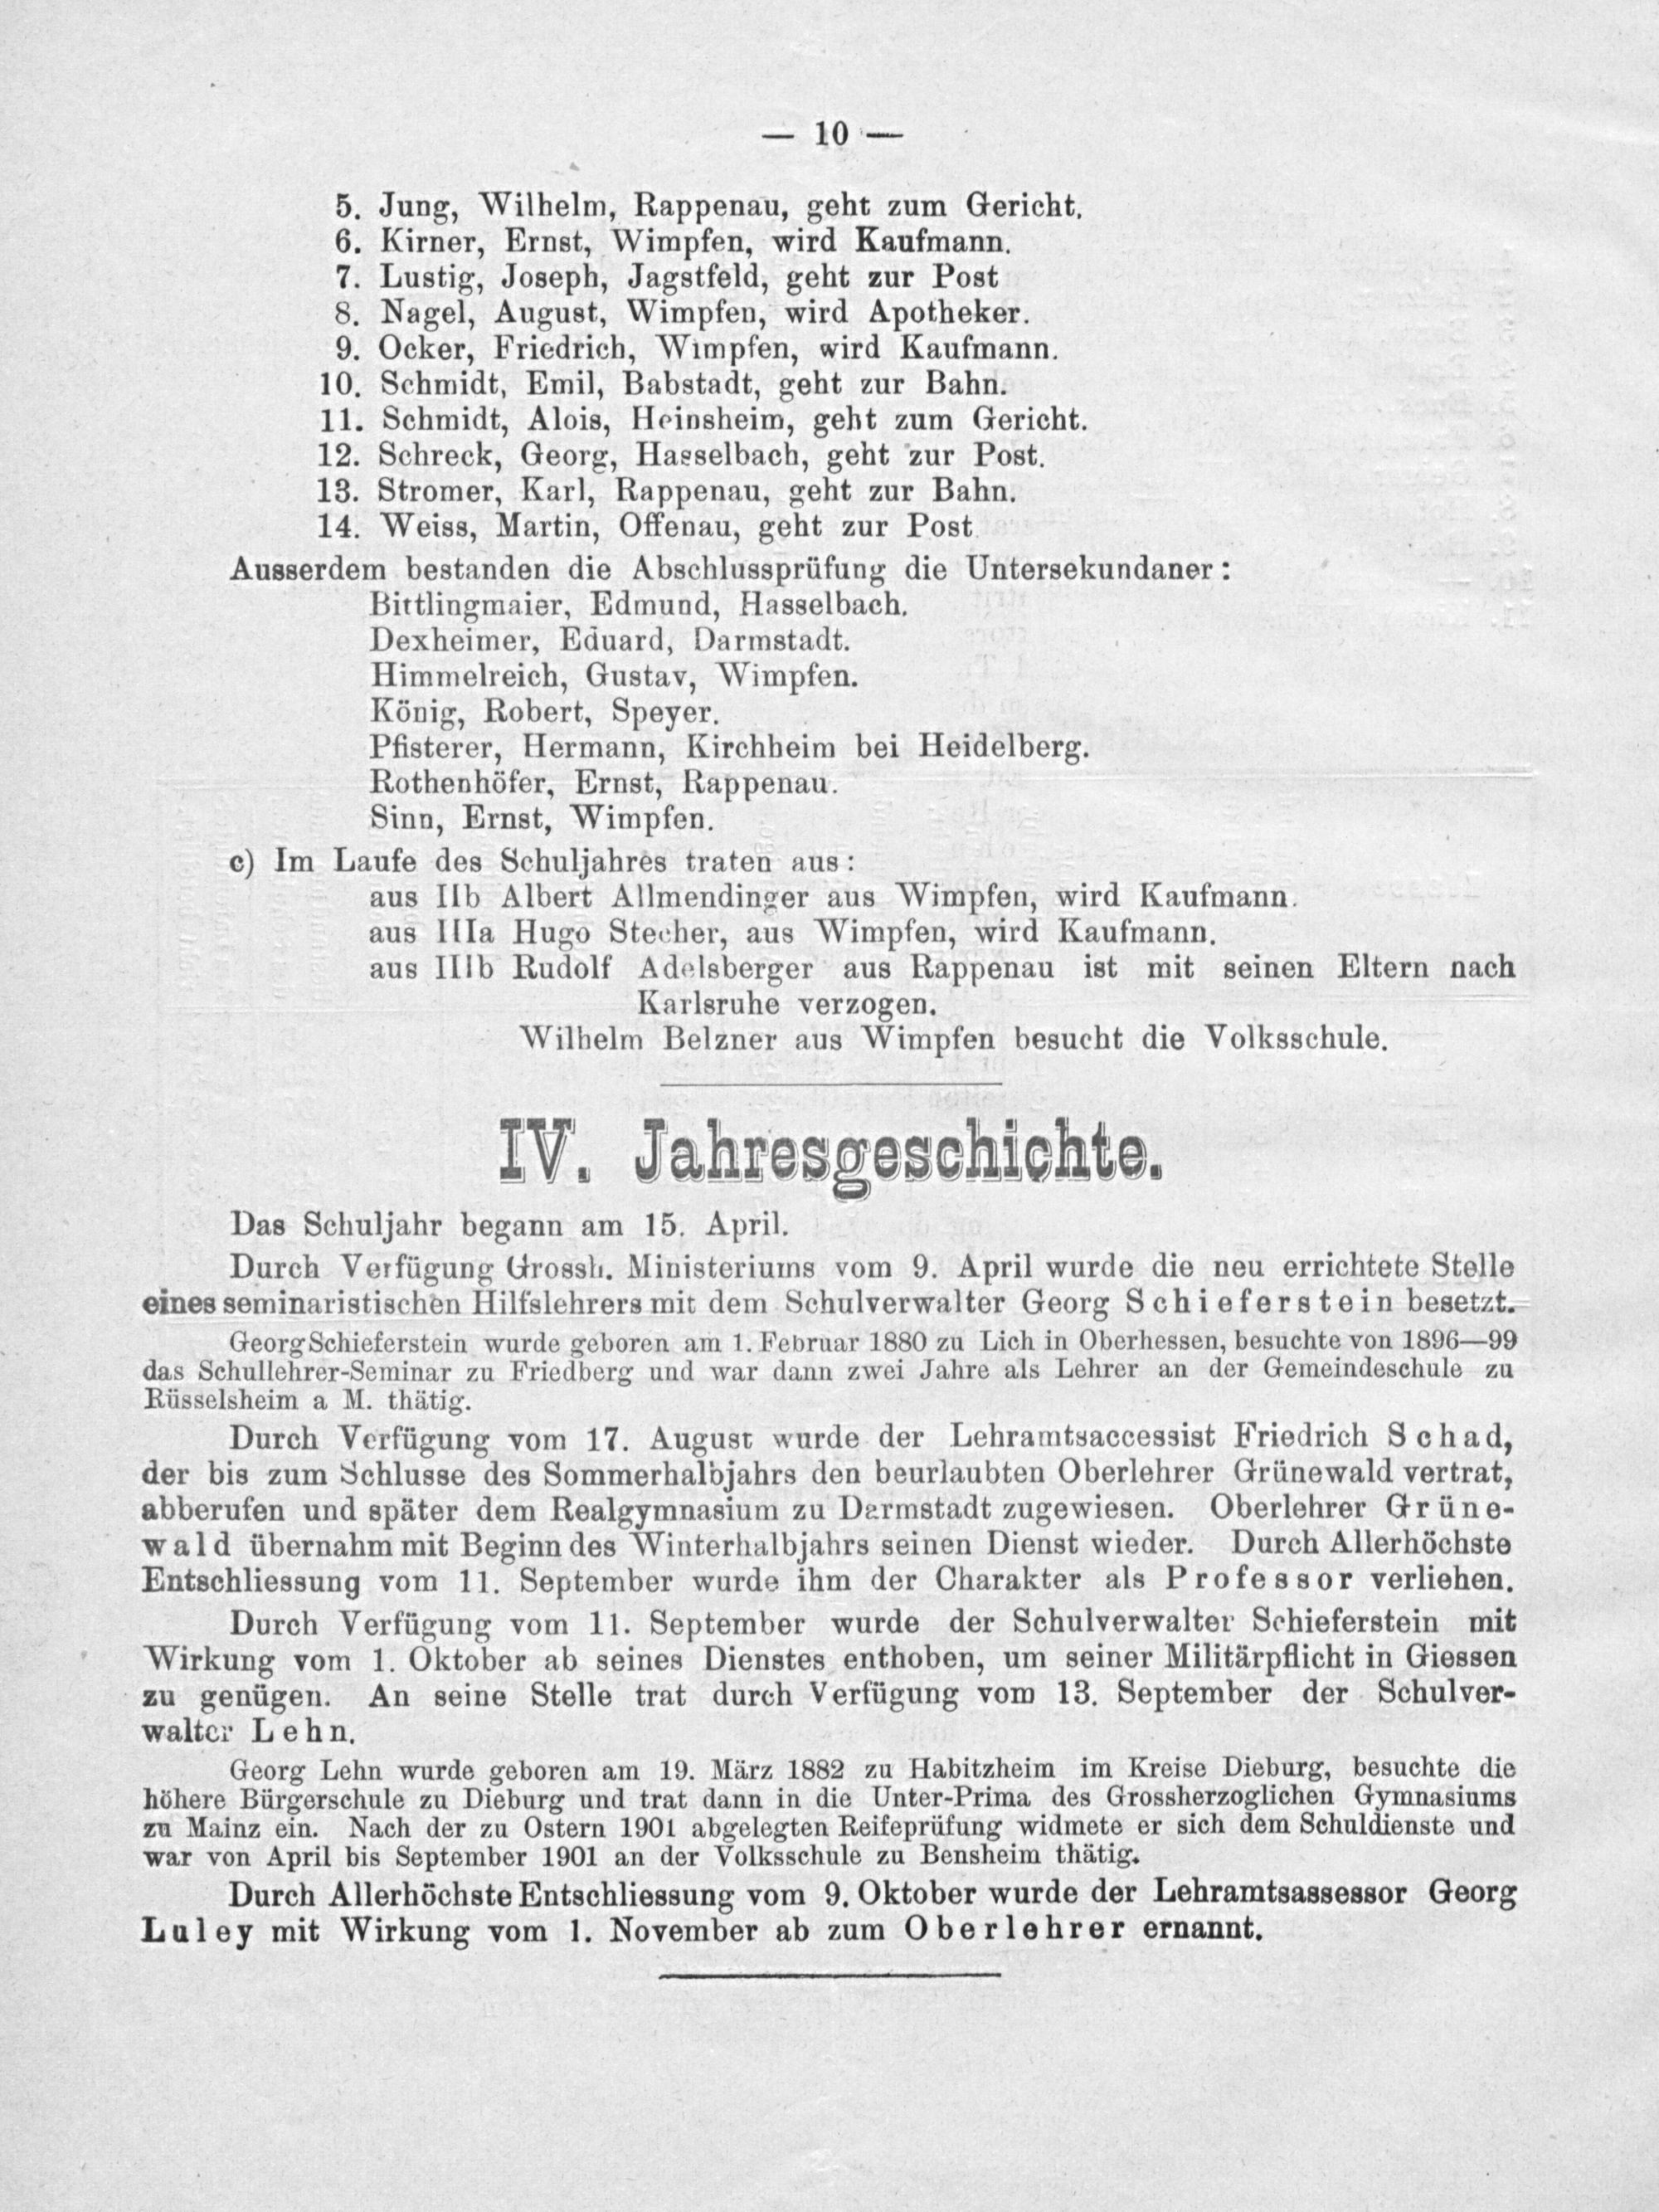 — 10 —
5. Jung, Wilhelm, Rappenau, geht zum Gericht.
6. Kirner, Ernst, Wimpfen, wird Kaufmann.
7. Lustig, Joseph, Jagstfeld, geht zur Post
8. Nagel, August, Wimpfen, wird Apotheker.
9. Ocker, Friedrich, Wimpfen, wird Kaufmann.
10. Schmidt, Emil, Babstadt, geht zur Bahn.
11. Schmidt, Alois, Heinsheim, geht zum Gericht.
12. Schreck, Georg, Hasselbach, geht zur Post.
13. Stromer, Karl, Rappenau, geht zur Bahn.
14. Weiss, Martin, Offenau, geht zur Post
Ausserdem bestanden die Abschlussprüfung die Untersekundaner:
Bittlingmaier, Edmund, Hasselbach.
Dexheimer, Eduard, Darmstadt.
Himmelreich, Gustav, Wimpfen.
König, Robert, Speyer.
Pfisterer, Hermann, Kirchheim bei Heidelberg.
Rothenhöfer, Ernst, Rappenau.
Sinn, Ernst, Wimpfen.
c) Im Laufe des Schuljahres traten aus:
aus IIb Albert Allmendinger aus Wimpfen, wird Kaufmann.
aus IIIa Hugo Stecher, aus Wimpfen, wird Kaufmann.
aus IIIb Rudolf Adelsberger aus Rappenau ist mit seinen Eltern nach
Karlsruhe verzogen.
Wilhelm Belzner aus Wimpfen besucht die Volksschule.
IV. Jahresgeschichte.
Das Schuljahr begann am 15. April.
Durch Verfügung Grossh. Ministeriums vom 9. April wurde die neu errichtete Stelle
eines seminaristischen Hilfslehrers mit dem Schulverwalter Georg Schieferstein besetzt.
Georg Schieferstein wurde geboren am 1. Februar 1880 zu Lich in Oberhessen, besuchte von 1896—99
das Schullehrer-Seminar zu Friedberg und war dann zwei Jahre als Lehrer an der Gemeindeschule zu
Rüsselsheim a M. thätig.
Durch Verfügung vom 17. August wurde der Lehramtsaccessist Friedrich Schad,
der bis zum Schlusse des Sommerhalbjahrs den beurlaubten Oberlehrer Grünewald vertrat,
abberufen und später dem Realgymnasium zu Darmstadt zugewiesen. Oberlehrer Grüne-
wald übernahm mit Beginn des Winterhalbjahrs seinen Dienst wieder. Durch Allerhöchste
Entschliessung vom 11. September wurde ihm der Charakter als Professor verliehen.
Durch Verfügung vom 11. September wurde der Schulverwalter Schieferstein mit
Wirkung vom 1. Oktober ab seines Dienstes enthoben, um seiner Militärpflicht in Giessen
zu genügen. An seine Stelle trat durch Verfügung vom 13. September der Schulver-
walter Lehn.
Georg Lehn wurde geboren am 19. März 1882 zu Habitzheim im Kreise Dieburg, besuchte die
höhere Bürgerschule zu Dieburg und trat dann in die Unter-Prima des Grossherzoglichen Gymnasiums
zu Mainz ein. Nach der zu Ostern 1901 abgelegten Reifeprüfung widmete er sich dem Schuldienste und
war von April bis September 1901 an der Volksschule zu Bensheim thätig.
Durch Allerhöchste Entschliessung vom 9. Oktober wurde der Lehramtsassessor Georg
Luley mit Wirkung vom 1. November ab zum Oberlehrer ernannt.